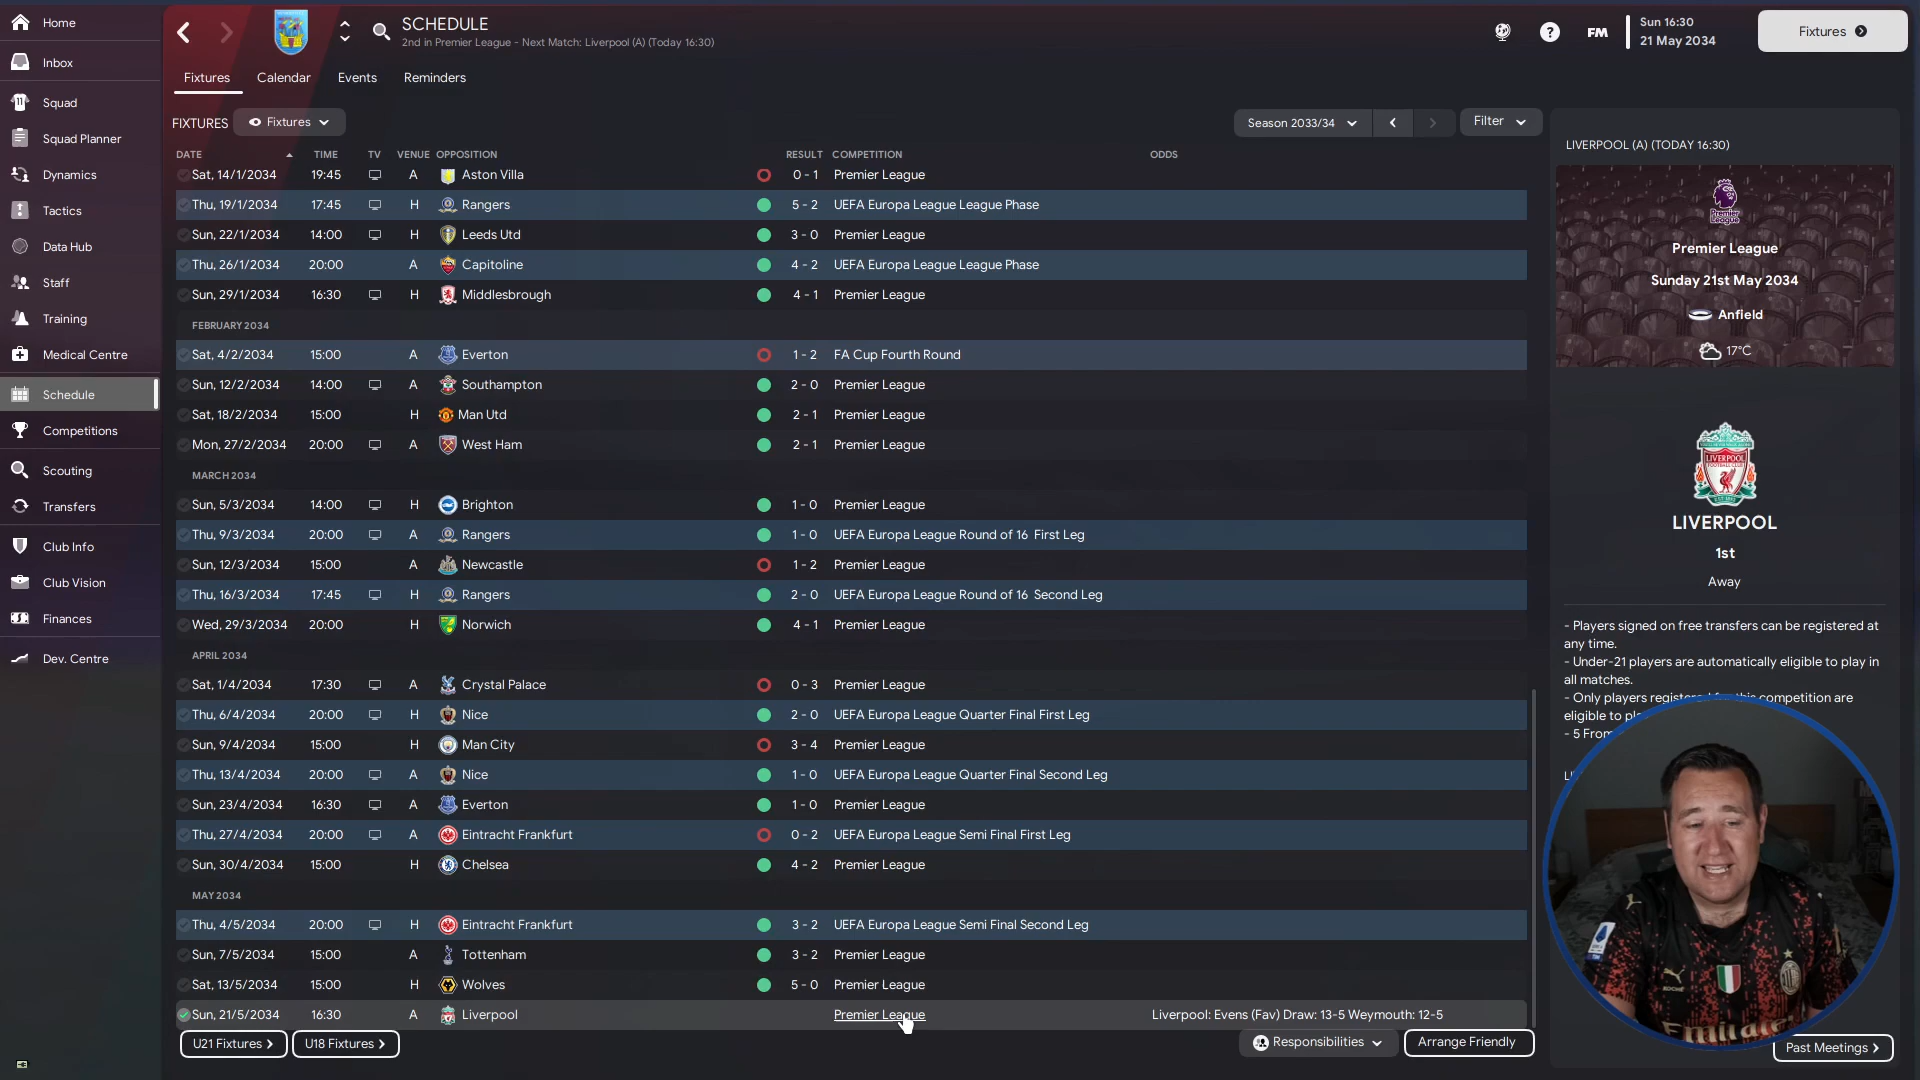 Home
Inbox
Squad
Squad Planner
Dynamics
Tactics
Data Hub
Staff
Training
Medical Centre
Schedule
Competitions
Scouting
Transfers
Club Info
Club Vision
Finances
Dev. Centre
SCHEDULE
2nd in Premier League - Next Match: Liverpool (A) (Today 16:30)
FM
Sun 16:30
21 May 2034
Fixtures
Fixtures Calendar Events Reminders
FIXTURES Fixtures Season 2033/34 Filter
DATE TIME TV VENUE OPPOSITION RESULT COMPETITION ODDS
Sat, 14/1/2034 19:45 A Aston Villa 0 - 1 Premier League
Thu, 19/1/2034 17:45 H Rangers 5 - 2 UEFA Europa League League Phase
Sun, 22/1/2034 14:00 H Leeds Utd 3 - 0 Premier League
Thu, 26/1/2034 20:00 A Capitoline 4 - 2 UEFA Europa League League Phase
Sun, 29/1/2034 16:30 H Middlesbrough 4 - 1 Premier League
FEBRUARY 2034
Sat, 4/2/2034 15:00 A Everton 1 - 2 FA Cup Fourth Round
Sun, 12/2/2034 14:00 A Southampton 2 - 0 Premier League
Sat, 18/2/2034 15:00 H Man Utd 2 - 1 Premier League
Mon, 27/2/2034 20:00 A West Ham 2 - 1 Premier League
MARCH 2034
Sun, 5/3/2034 14:00 H Brighton 1 - 0 Premier League
Thu, 9/3/2034 20:00 A Rangers 1 - 0 UEFA Europa League Round of 16 First Leg
Sun, 12/3/2034 15:00 A Newcastle 1 - 2 Premier League
Thu, 16/3/2034 17:45 H Rangers 2 - 0 UEFA Europa League Round of 16 Second Leg
Wed, 29/3/2034 20:00 H Norwich 4 - 1 Premier League
APRIL 2034
Sat, 1/4/2034 17:30 A Crystal Palace 0 - 3 Premier League
Thu, 6/4/2034 20:00 H Nice 2 - 0 UEFA Europa League Quarter Final First Leg
Sun, 9/4/2034 15:00 H Man City 3 - 4 Premier League
Thu, 13/4/2034 20:00 A Nice 1 - 0 UEFA Europa League Quarter Final Second Leg
Sun, 23/4/2034 16:30 A Everton 1 - 0 Premier League
Thu, 27/4/2034 20:00 A Eintracht Frankfurt 0 - 2 UEFA Europa League Semi Final First Leg
Sun, 30/4/2034 15:00 H Chelsea 4 - 2 Premier League
MAY 2034
Thu, 4/5/2034 20:00 H Eintracht Frankfurt 3 - 2 UEFA Europa League Semi Final Second Leg
Sun, 7/5/2034 15:00 A Tottenham 3 - 2 Premier League
Sat, 13/5/2034 15:00 H Wolves 5 - 0 Premier League
Sun, 21/5/2034 16:30 A Liverpool Premier League Liverpool: Evens (Fav) Draw: 13-5 Weymouth: 12-5
U21 Fixtures U18 Fixtures Responsibilities Arrange Friendly
LIVERPOOL (A) (TODAY 16:30)
Premier League
Sunday 21st May 2034
Anfield
17°C
LIVERPOOL
1st
Away
- Players signed on free transfers can be registered at
any time.
- Under-21 players are automatically eligible to play in
all matches.
- Only players registered for this competition are
eligible to
- 5 From
Past Meetings